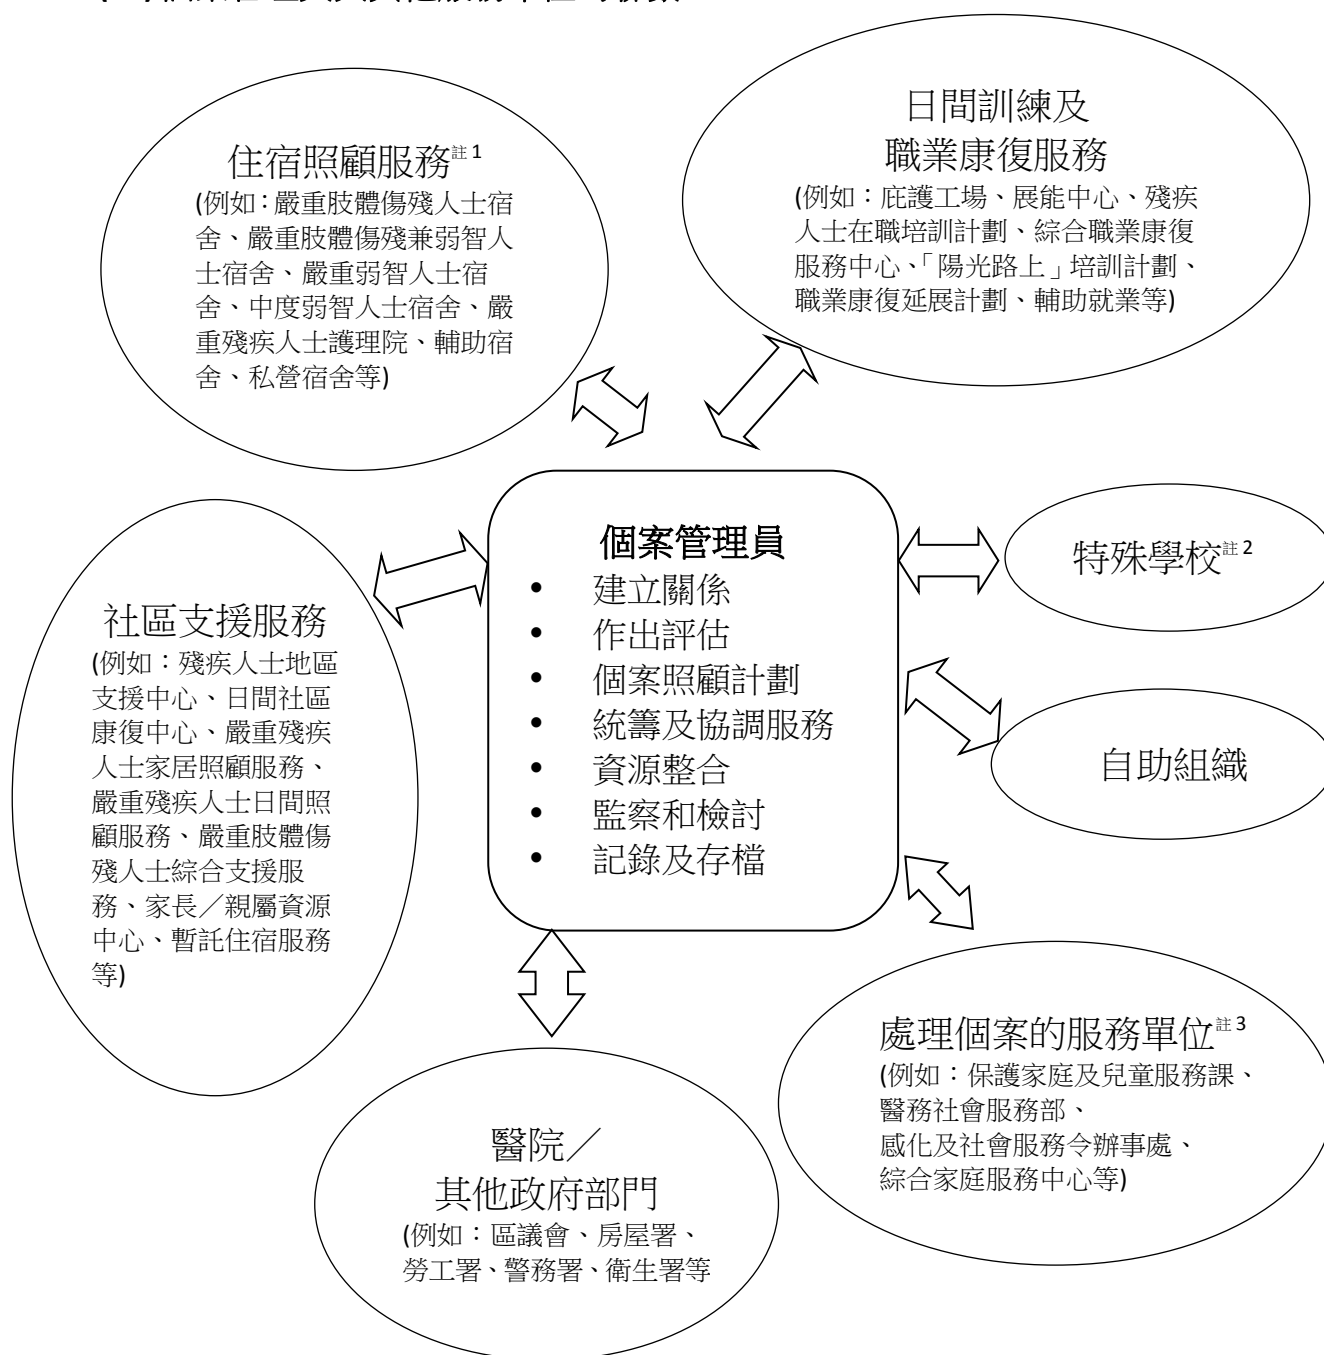 住宿照顧服務註1
(例如：嚴重肢體傷殘人士宿
舍、嚴重肢體傷殘兼弱智人
士宿舍、嚴重弱智人士宿
舍、中度弱智人士宿舍、嚴
重殘疾人士護理院、輔助宿
舍、私營宿舍等)
日間訓練及
職業康復服務
(例如：庇護工場、展能中心、殘疾
人士在職培訓計劃、綜合職業康復
服務中心、「陽光路上」培訓計劃、
職業康復延展計劃、輔助就業等)
個案管理員
• 建立關係
• 作出評估
• 個案照顧計劃
• 統籌及協調服務
• 資源整合
• 監察和檢討
• 記錄及存檔
特殊學校註2
社區支援服務
(例如：殘疾人士地區
支援中心、日間社區
康復中心、嚴重殘疾
人士家居照顧服務、
嚴重殘疾人士日間照
顧服務、嚴重肢體傷
殘人士綜合支援服
務、家長／親屬資源
中心、暫託住宿服務
等)
自助組織
處理個案的服務單位註3
(例如：保護家庭及兒童服務課、
醫務社會服務部、
感化及社會服務令辦事處、
綜合家庭服務中心等)
醫院／
其他政府部門
(例如：區議會、房屋署、
勞工署、警務署、衛生署等